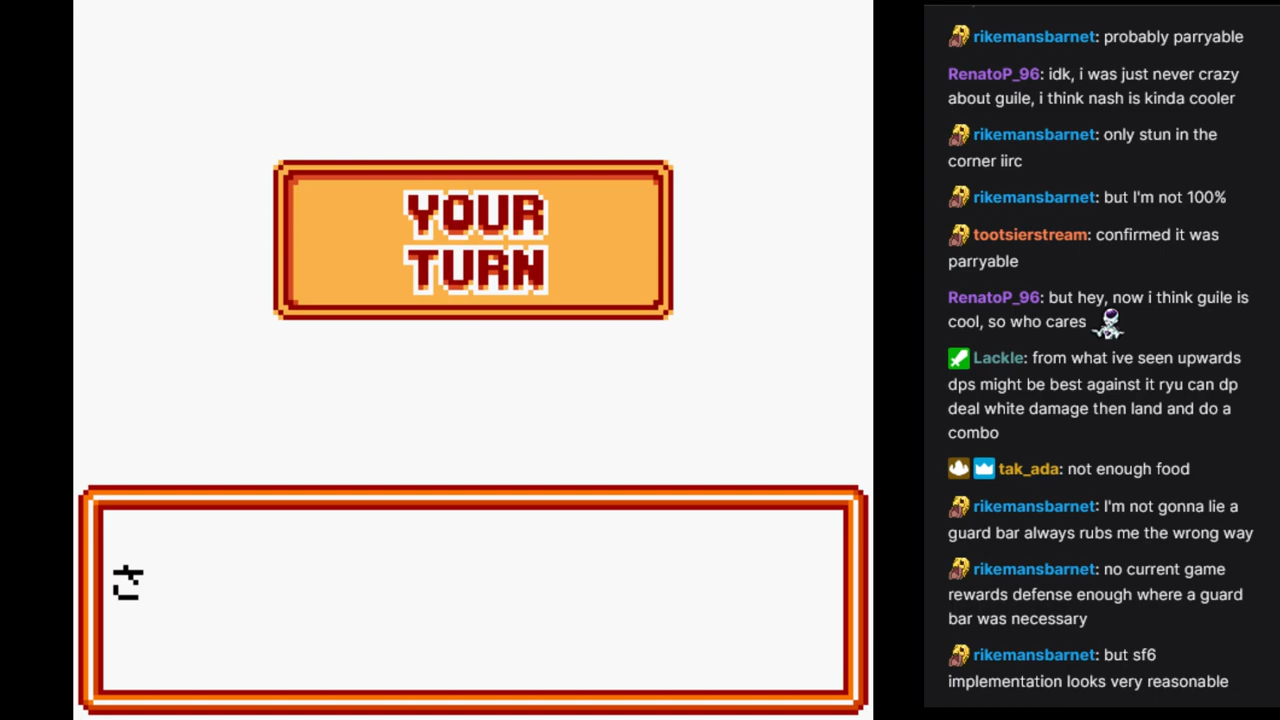 YOUR
TURN
さ
rikemansbarnet: probably parryable
RenatoP_96: idk, i was just never crazy
about guile, i think nash is kinda cooler
rikemansbarnet: only stun in the
corner iirc
rikemansbarnet: but I'm not 100%
tootsierstream: confirmed it was
parryable
RenatoP_96: but hey, now i think guile is
cool, so who cares
Lackle: from what ive seen upwards
dps might be best against it ryu can dp
deal white damage then land and do a
combo
tak_ada: not enough food
rikemansbarnet: I'm not gonna lie a
guard bar always rubs me the wrong way
rikemansbarnet: no current game
rewards defense enough where a guard
bar was necessary
rikemansbarnet: but sf6
implementation looks very reasonable